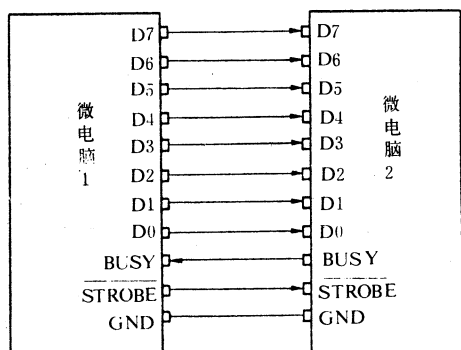 D7 D7
D6 D6
D5 D5
D4 D4
D3 D3
D2 D2
D1 D1
D0 D0
BUSY BUSY
STROBE STROBE
GND GND
微电脑1
微电脑2